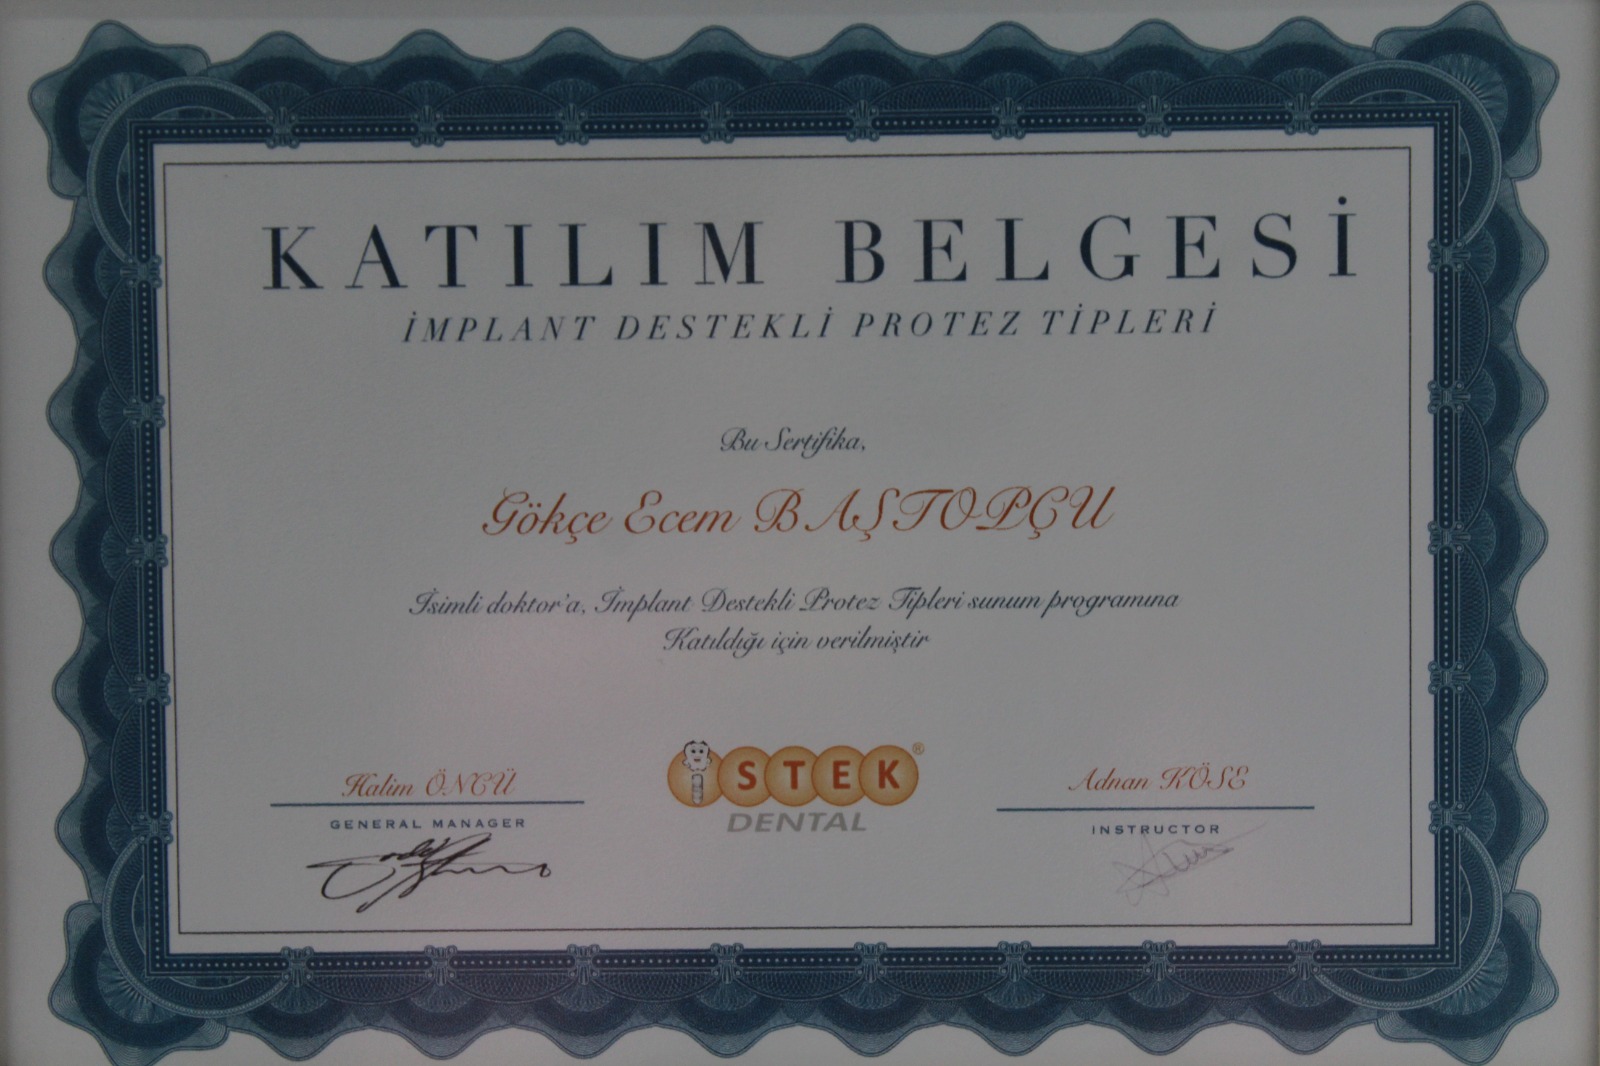 KATILIM BELGESİ
İMPLANT DESTEKLİ PROTEZ TİPLERİ
Bu Sertifika,
Gökçe Ecem BAŞTOPÇU
İsimli doktor'a, İmplant Destekli Protez Tipleri sunum programına
Katıldığı için verilmiştir
Halim ÖNCÜ
GENERAL MANAGER
iSTEK®
DENTAL
Adnan KÖSE
INSTRUCTOR